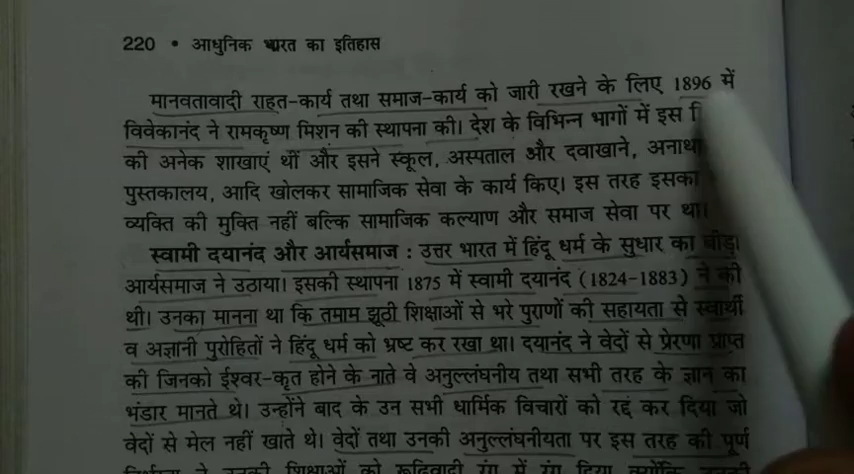 220 • आधुनिक भारत का इतिहास
मानवतावादी राहत-कार्य तथा समाज-कार्य को जारी रखने के लिए 1896 में
विवेकानंद ने रामकृष्ण मिशन की स्थापना की। देश के विभिन्न भागों में इस
की अनेक शाखाएं थीं और इसने स्कूल, अस्पताल और दवाखाने,
पुस्तकालय, आदि खोलकर सामाजिक सेवा के कार्य किए। इस तरह इसका
व्यक्ति की मुक्ति नहीं बल्कि सामाजिक कल्याण और समाज सेवा पर था।
स्वामी दयानंद और आर्यसमाज : उत्तर भारत में हिंदू धर्म के सुधार का बीड़ा
आर्यसमाज ने उठाया। इसकी स्थापना 1875 में स्वामी दयानंद (1824-1883) ने की
थी। उनका मानना था कि तमाम झूठी शिक्षाओं से भरे पुराणों की सहायता से स्वार्थी
व अज्ञानी पुरोहितों ने हिंदू धर्म को भ्रष्ट कर रखा था। दयानंद ने वेदों से प्रेरणा प्राप्त
की जिनको ईश्वर-कृत होने के नाते वे अनुल्लंघनीय तथा सभी तरह के ज्ञान का
भंडार मानते थे। उन्होंने बाद के उन सभी धार्मिक विचारों को रद्द कर दिया जो
वेदों से मेल नहीं खाते थे। वेदों तथा उनकी अनुल्लंघनीयता पर इस तरह की पूर्ण
ने उनकी शिक्षाओं को रूढ़िवादी रंग में रंग दिया